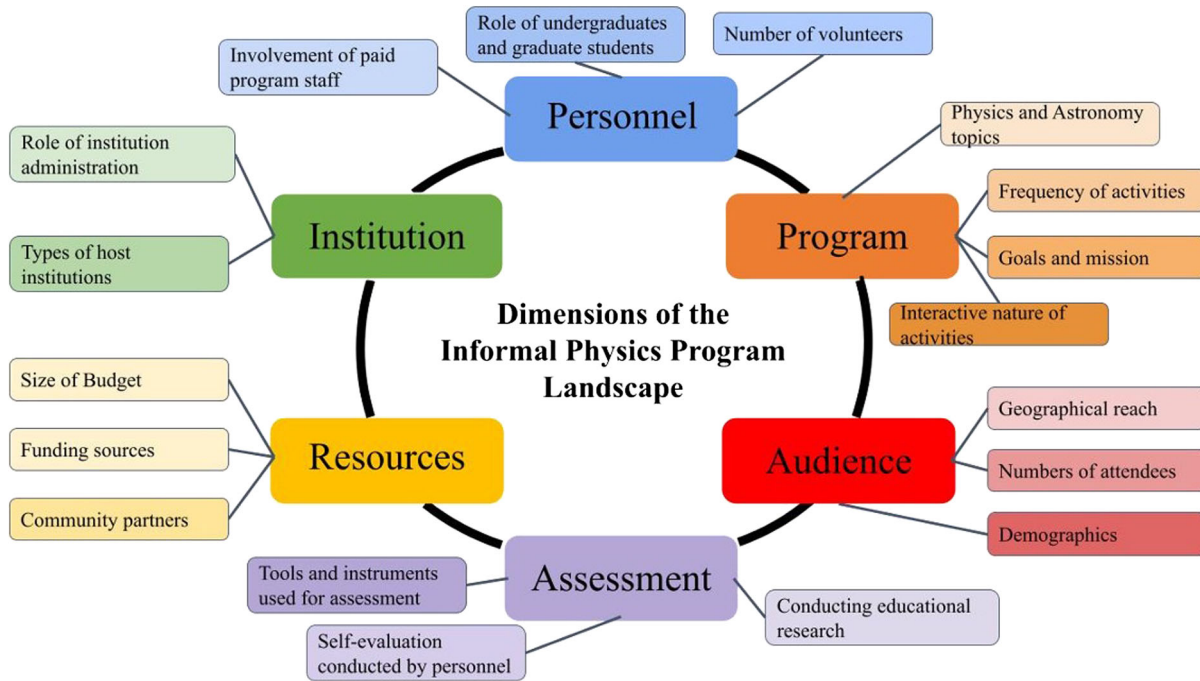 Role of undergraduates
and graduate students
Number of volunteers
Involvement of paid
program staff
Personnel
Physics and Astronomy
topics
Role of institution
administration
Frequency of activities
Institution
Program
Types of host
institutions
Goals and mission
Interactive nature of
activities
Dimensions of the
Informal Physics Program
Landscape
Size of Budget
Geographical reach
Funding sources
Resources
Audience
Numbers of attendees
Community partners
Demographics
Tools and instruments
used for assessment
Assessment
Conducting educational
research
Self-evaluation
conducted by personnel